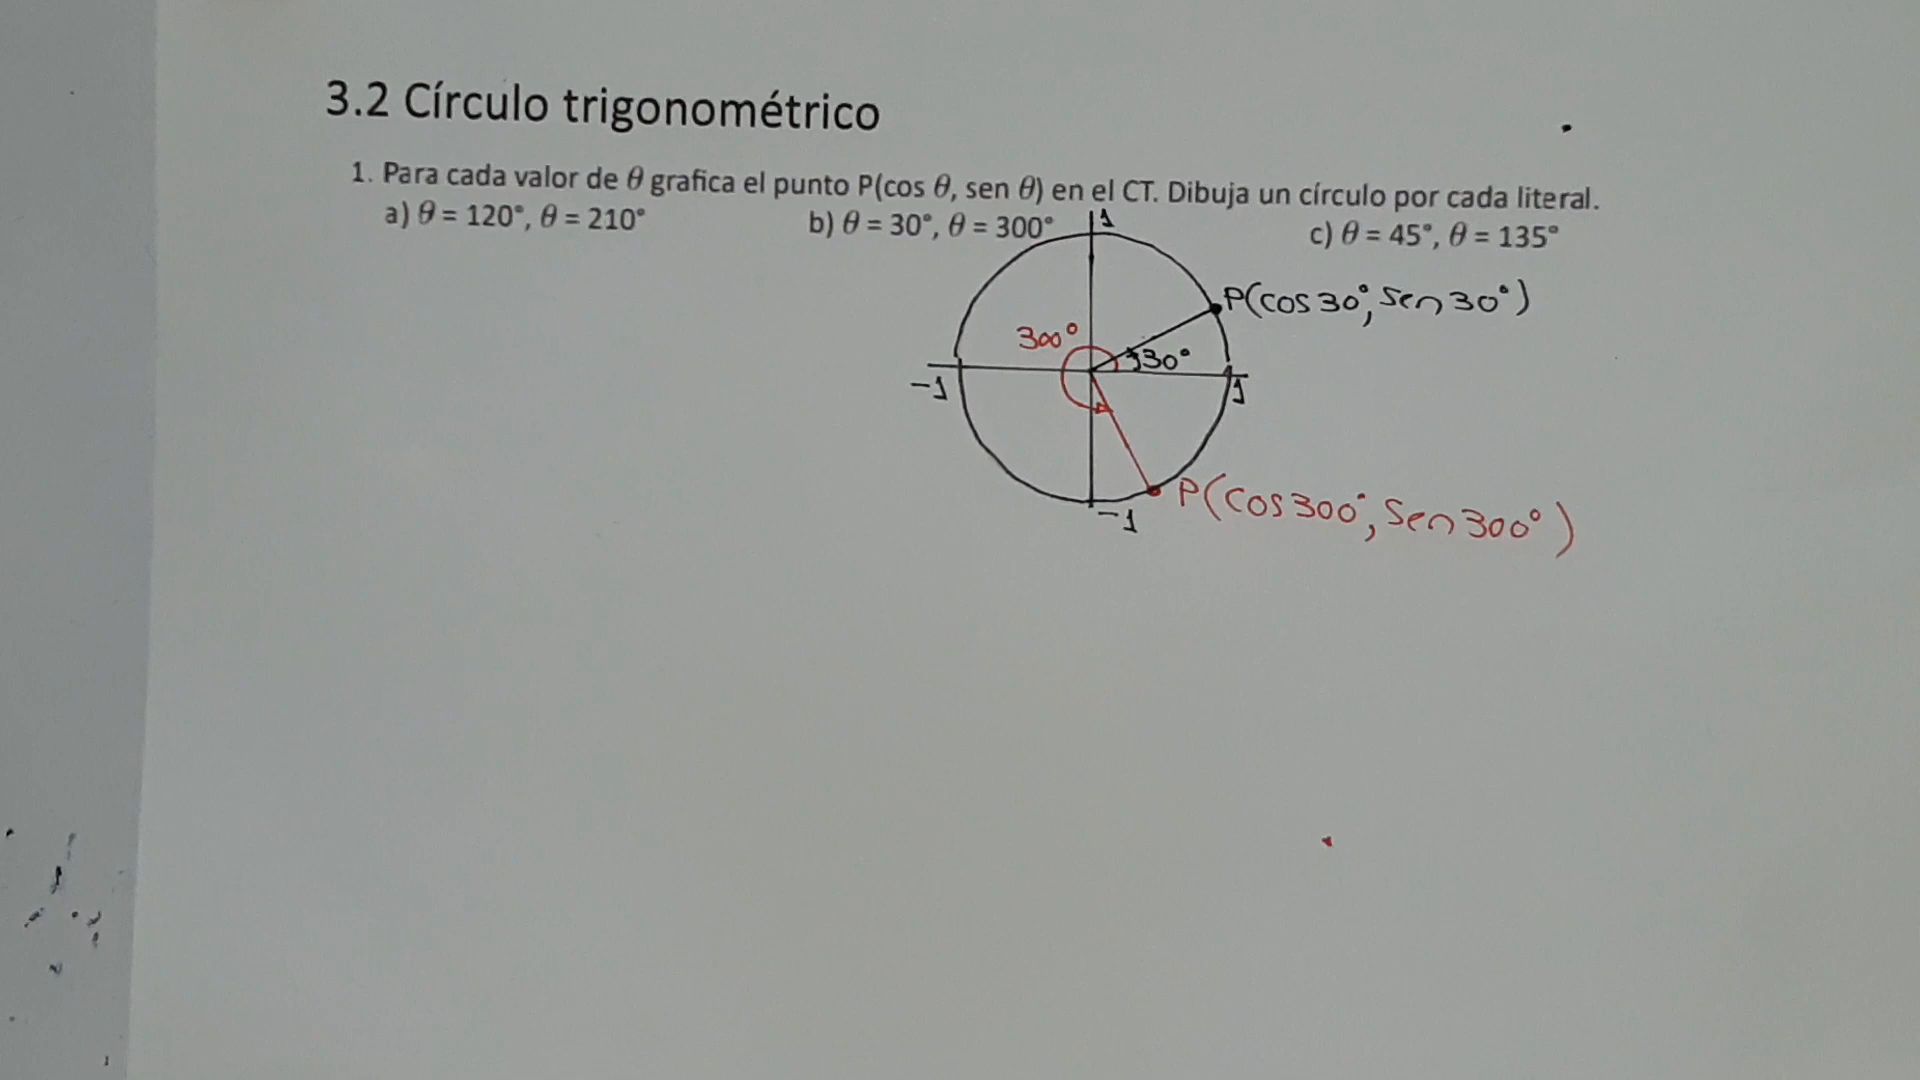 3.2 Círculo trigonométrico
1. Para cada valor de θ grafica el punto P(cos θ, sen θ) en el CT. Dibuja un círculo por cada literal.
a) θ = 120°, θ = 210°
b) θ = 30°, θ = 300°
c) θ = 45°, θ = 135°
1
P(cos 30°, sen 30°)
300°
30°
-1
1
P(cos 300°, sen 300°)
-1